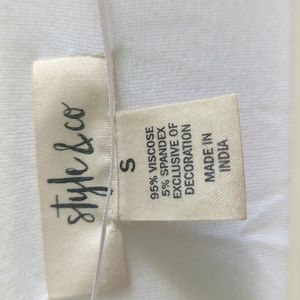 style & co
S
95% VISCOSE
5% SPANDEX
EXCLUSIVE OF
DECORATION
MADE IN
INDIA